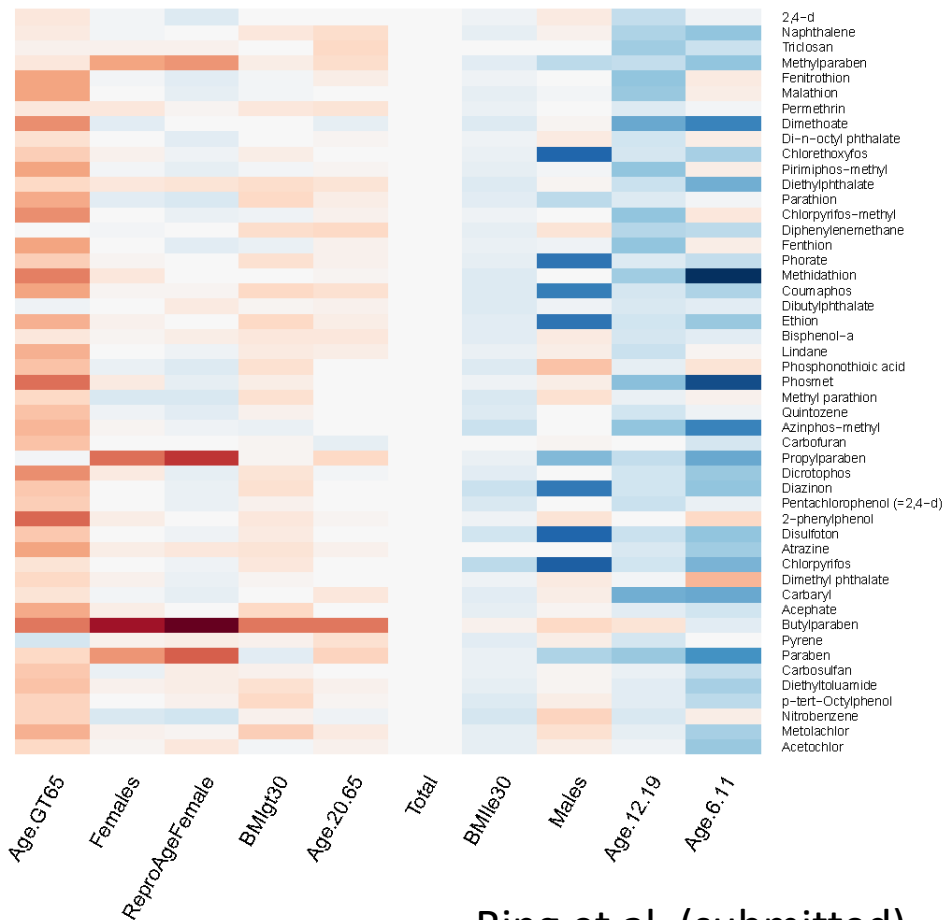 2,4-d
Naphthalene
Triclosan
Methylparaben
Fenitrothion
Malathion
Permethrin
Dimethoate
Di-n-octyl phthalate
Chlorethoxyfos
Pirimiphos-methyl
Diethylphthalate
Parathion
Chlorpyrifos-methyl
Diphenylenemethane
Fenthion
Phorate
Methidathion
Coumaphos
Dibutylphthalate
Ethion
Bisphenol-a
Lindane
Phosphonothioic acid
Phosmet
Methyl parathion
Quintozene
Azinphos-methyl
Carbofuran
Propylparaben
Dicrotophos
Diazinon
Pentachlorophenol (=2,4-d)
2-phenylphenol
Disulfoton
Atrazine
Chlorpyrifos
Dimethyl phthalate
Carbaryl
Acephate
Butylparaben
Pyrene
Paraben
Carbosulfan
Diethyltoluamide
p-tert-Octylphenol
Nitrobenzene
Metolachlor
Acetochlor
Age.GT65
Females
ReproAgeFemale
BMIgt30
Age.20.65
Total
BMIle30
Males
Age.12.19
Age.6.11
Ring et al. (submitted)